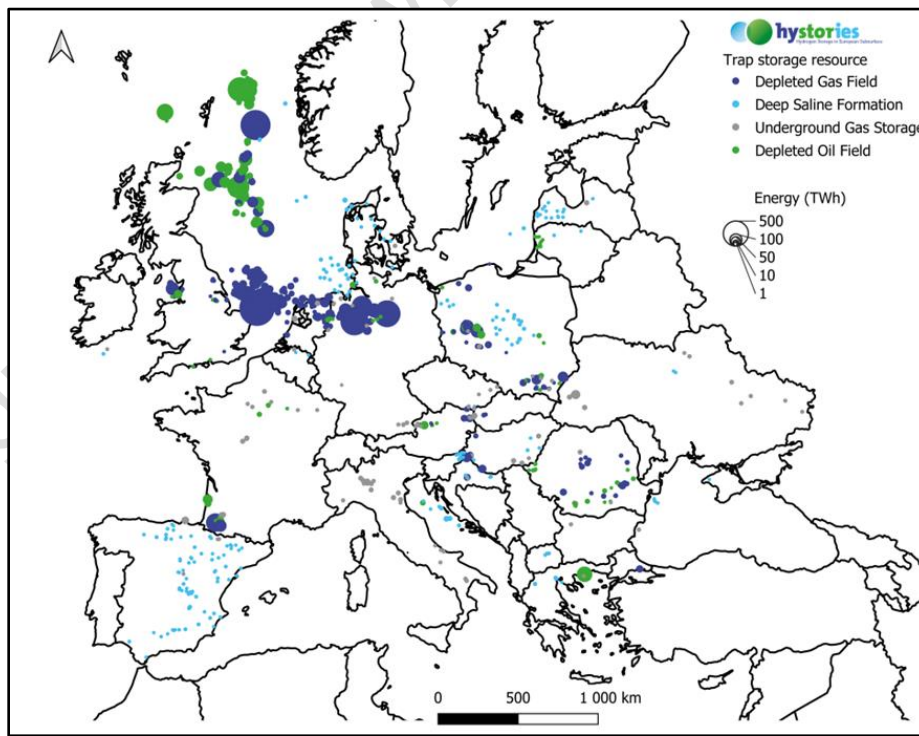 hystories
Hydrogen Storage in European Subsurface
Trap storage resource
Depleted Gas Field
Deep Saline Formation
Underground Gas Storage
Depleted Oil Field
Energy (TWh)
500
100
50
10
1
0 500 1 000 km